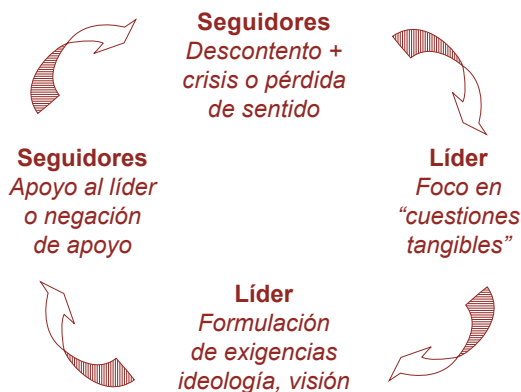 Seguidores
Descontento +
crisis o pérdida
de sentido
Líder
Foco en
“cuestiones
tangibles”
Líder
Formulación
de exigencias
ideología, visión
Seguidores
Apoyo al líder
o negación
de apoyo